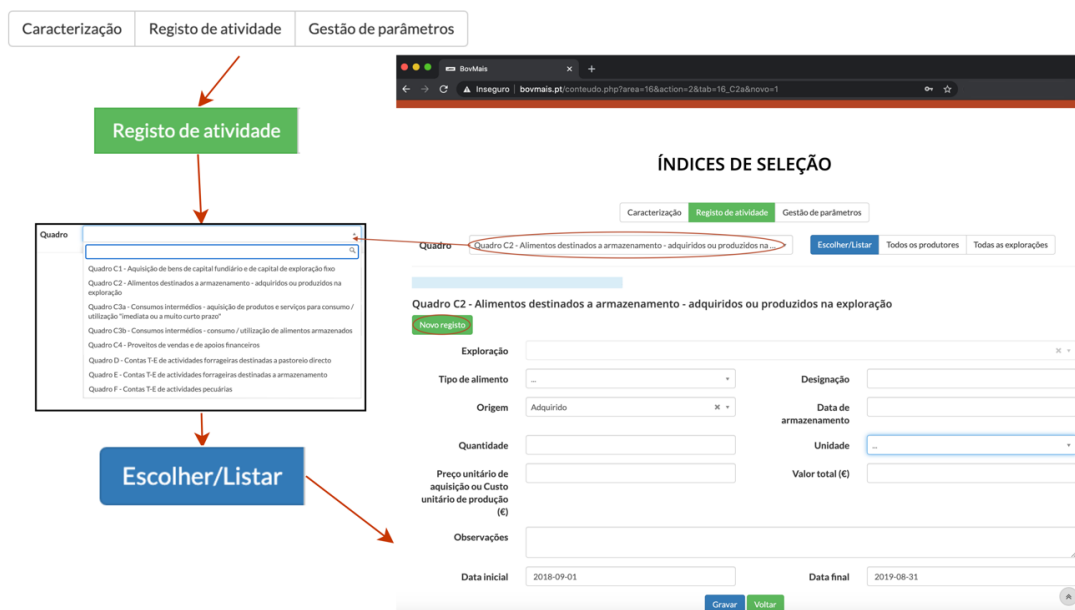 Caracterização Registo de atividade Gestão de parâmetros
Registo de atividade
Quadro
Quadro C1 - Aquisição de bens de capital fundiário e de capital de exploração fixo
Quadro C2 - Alimentos destinados a armazenamento - adquiridos ou produzidos na
exploração
Quadro C3a - Consumos intermédios - aquisição de produtos e serviços para consumo /
utilização "imediata ou a muito curto prazo"
Quadro C3b - Consumos intermédios - consumo / utilização de alimentos armazenados
Quadro C4 - Proveitos de vendas e de apoios financeiros
Quadro D - Contas T-E de actividades forrageiras destinadas a pastoreio directo
Quadro E - Contas T-E de actividades forrageiras destinadas a armazenamento
Quadro F - Contas T-E de actividades pecuárias
Escolher/Listar
BovMais
Inseguro | bovmais.pt/conteudo.php?area=16&action=2&tab=16_C2a&novo=1
ÍNDICES DE SELEÇÃO
Caracterização Registo de atividade Gestão de parâmetros
Quadro Quadro C2 - Alimentos destinados a armazenamento - adquiridos ou produzidos na ... Escolher/Listar Todos os produtores Todas as explorações
Quadro C2 - Alimentos destinados a armazenamento - adquiridos ou produzidos na exploração
Novo registo
Exploração
Tipo de alimento ... Designação
Origem Adquirido Data de
armazenamento
Quantidade Unidade ...
Preço unitário de Valor total (€)
aquisição ou Custo
unitário de produção
(€)
Observações
Data inicial 2018-09-01 Data final 2019-08-31
Gravar Voltar